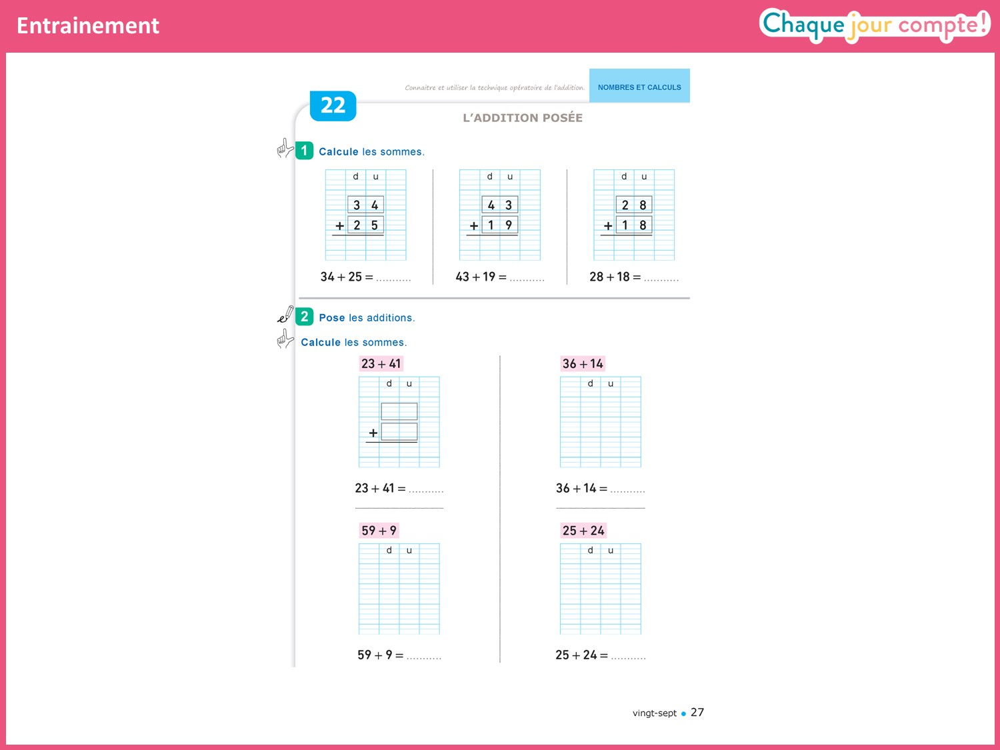 Entrainement
Chaque jour compte!
Connaitre et utiliser la technique opératoire de l'addition.
NOMBRES ET CALCULS
22
L'ADDITION POSÉE
1 Calcule les sommes.
d u
3 4
+ 2 5
34 + 25 = ...........
d u
4 3
+ 1 9
43 + 19 = ...........
d u
2 8
+ 1 8
28 + 18 = ...........
2 Pose les additions.
Calcule les sommes.
23 + 41
d u
+
23 + 41 = ...........
36 + 14
d u
36 + 14 = ...........
59 + 9
d u
59 + 9 = ...........
25 + 24
d u
25 + 24 = ...........
vingt-sept • 27